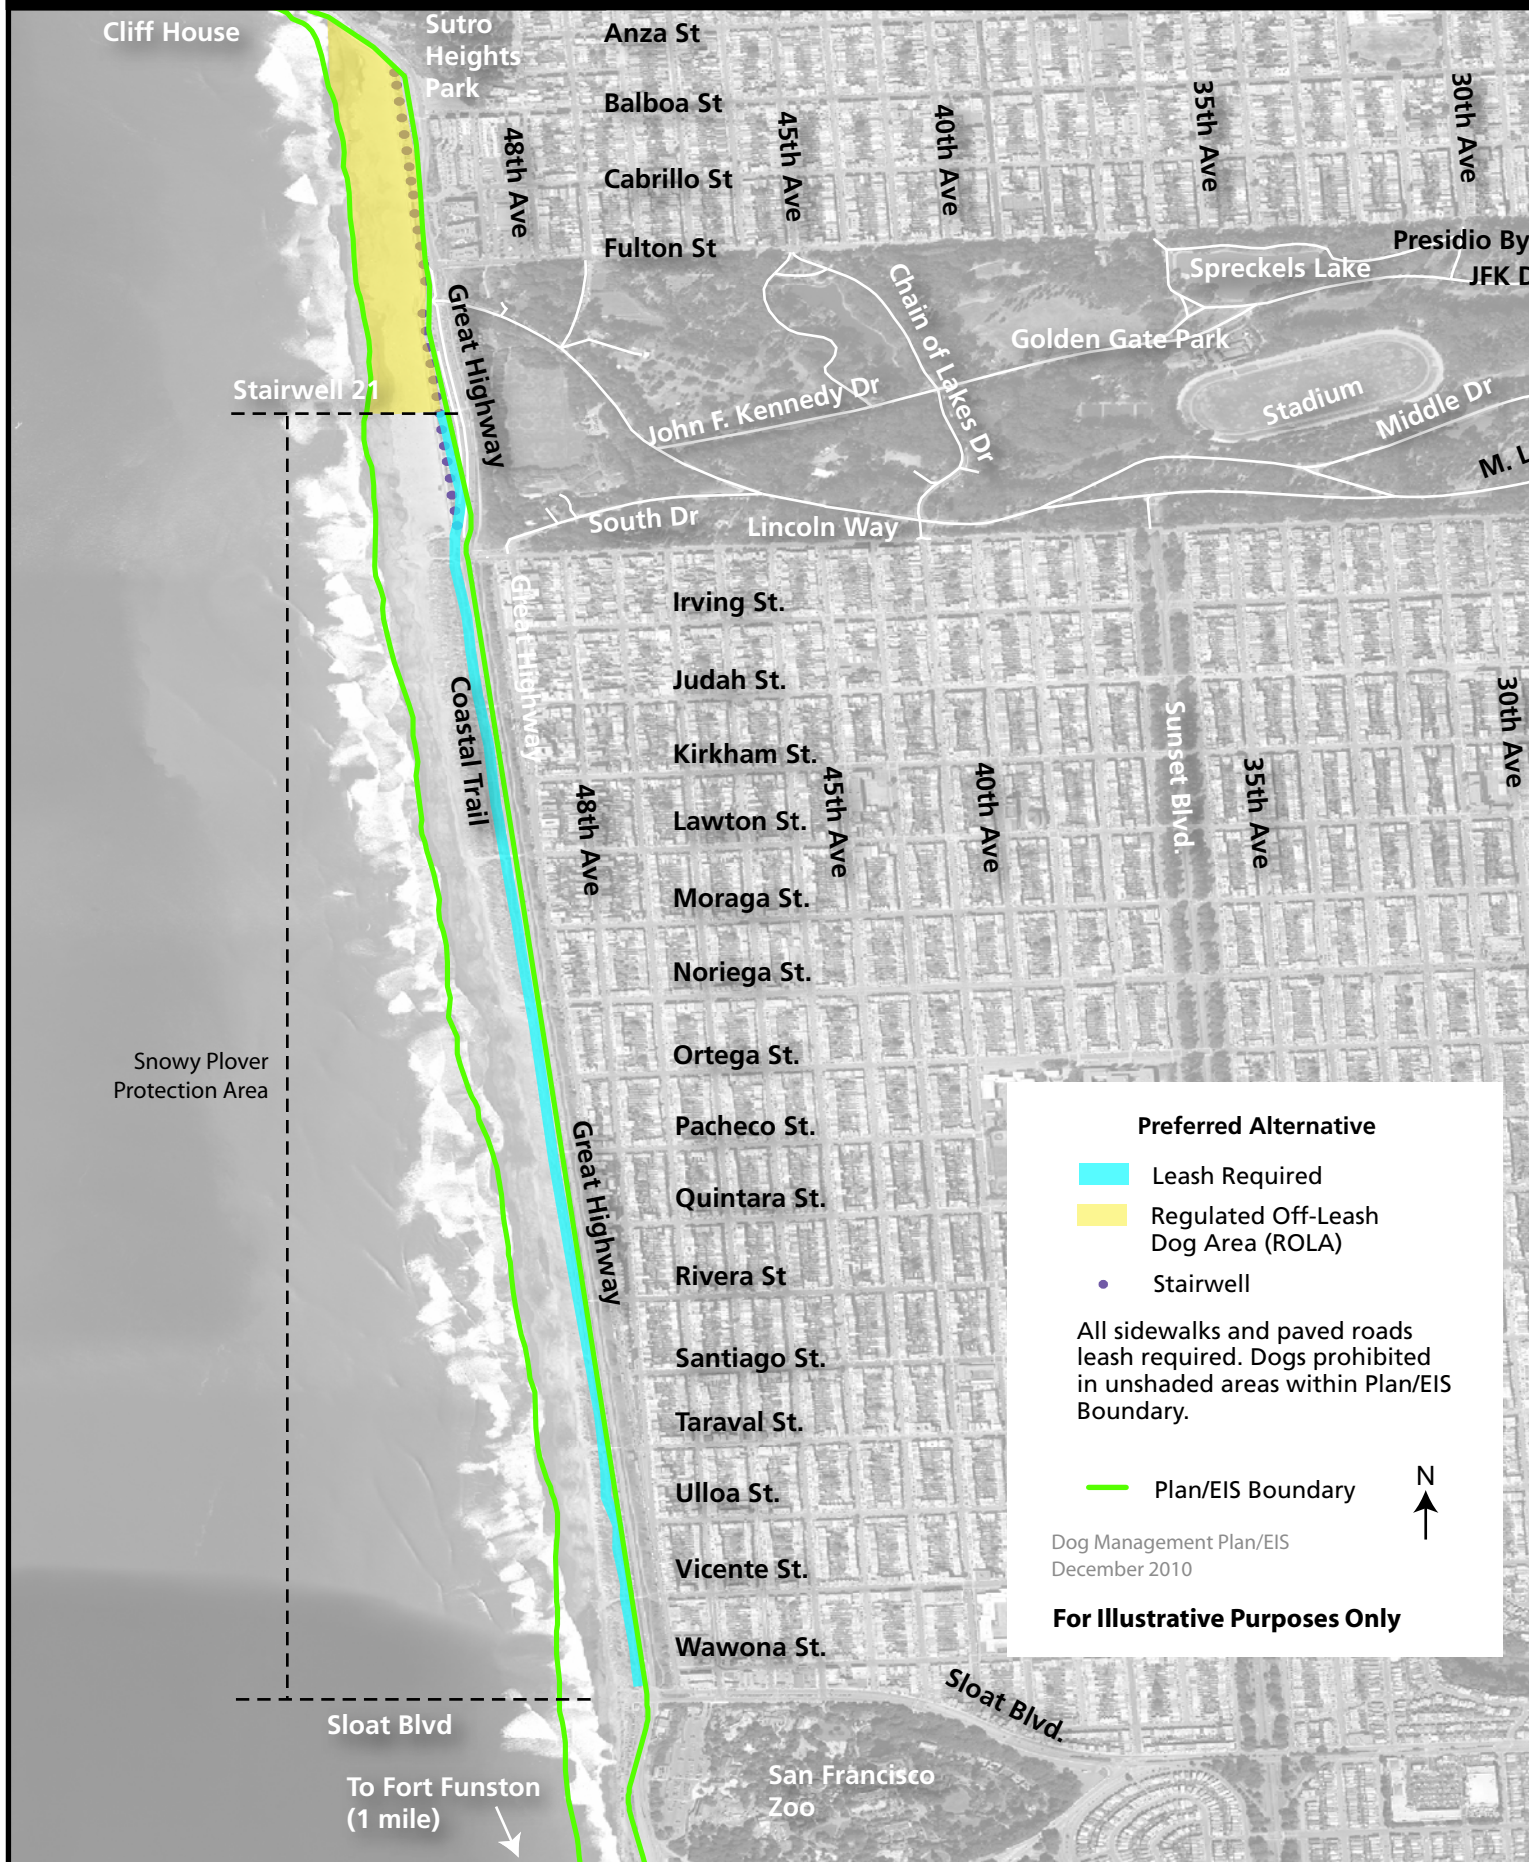 Cliff House
Sutro
Heights
Park
Anza St
Balboa St
Cabrillo St
Fulton St
48th Ave
45th Ave
40th Ave
35th Ave
30th Ave
Presidio By
JFK D
Spreckels Lake
Golden Gate Park
Chain of Lakes Dr
Great Highway
John F. Kennedy Dr
Stadium
Middle Dr
M. L
Stairwell 21
South Dr
Lincoln Way
Great Highway
Coastal Trail
Irving St.
Judah St.
Kirkham St.
Lawton St.
Moraga St.
Noriega St.
Ortega St.
Pacheco St.
Quintara St.
Rivera St
Santiago St.
Taraval St.
Ulloa St.
Vicente St.
Wawona St.
48th Ave
45th Ave
40th Ave
Sunset Blvd.
35th Ave
30th Ave
Great Highway
Snowy Plover
Protection Area
Sloat Blvd
Sloat Blvd.
To Fort Funston
(1 mile)
San Francisco
Zoo
Preferred Alternative
Leash Required
Regulated Off-Leash
Dog Area (ROLA)
Stairwell
All sidewalks and paved roads
leash required. Dogs prohibited
in unshaded areas within Plan/EIS
Boundary.
Plan/EIS Boundary
N
Dog Management Plan/EIS
December 2010
For Illustrative Purposes Only